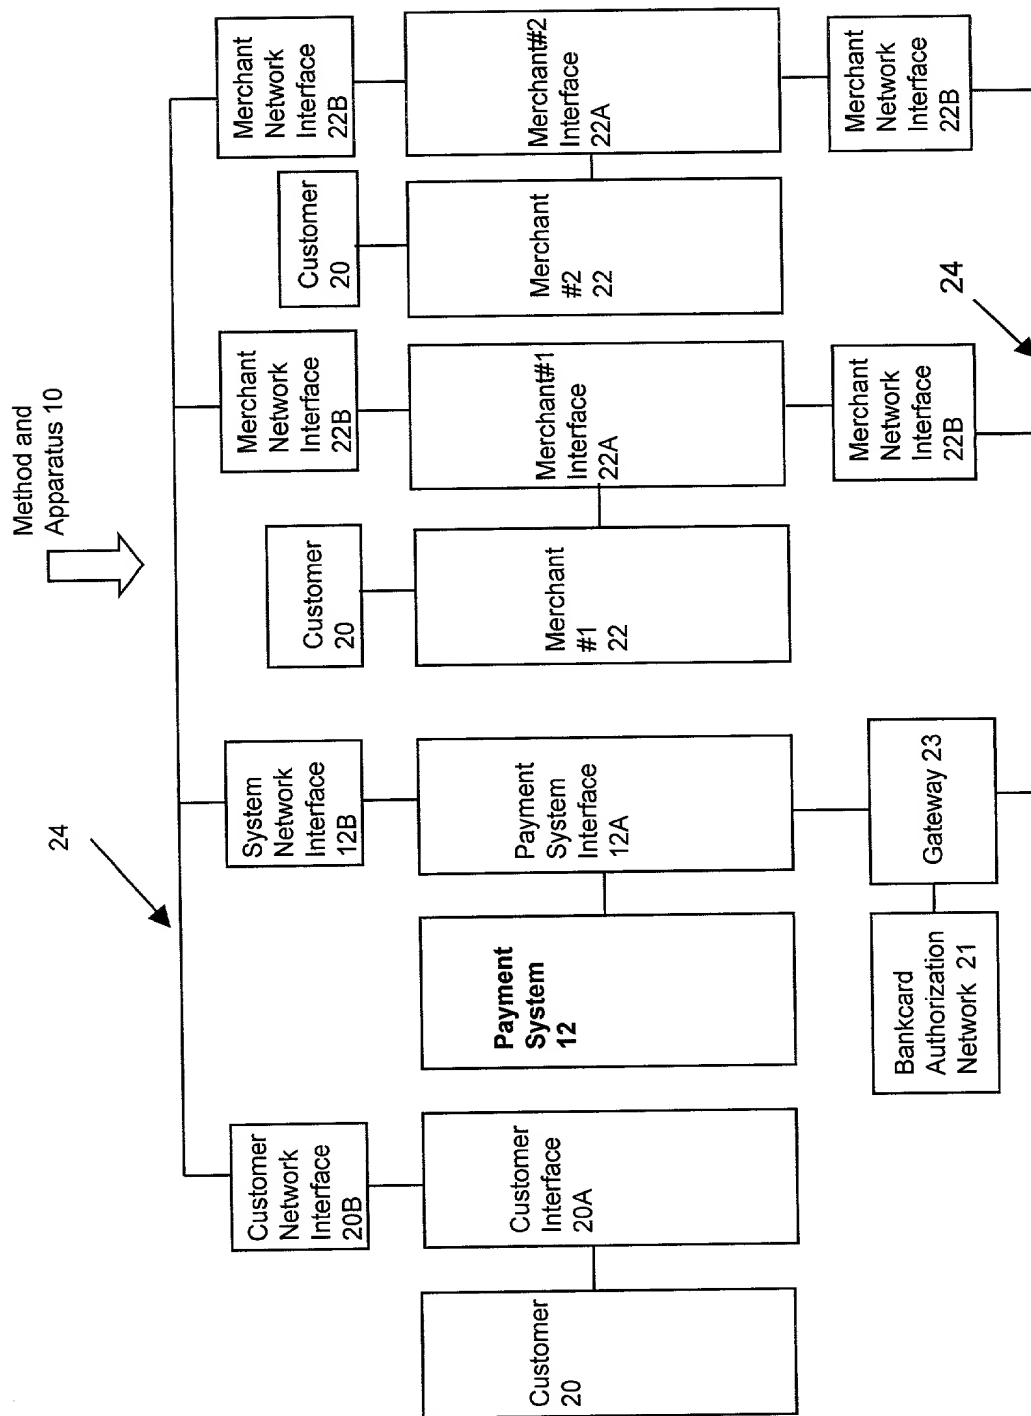 Method and
Apparatus 10
24
Customer
Network
Interface
20B
System
Network
Interface
12B
Merchant
Network
Interface
22B
Merchant
Network
Interface
22B
Customer
20
Customer
20
Customer
20
Customer
Interface
20A
Payment
System
12
Payment
System
Interface
12A
Merchant
#1
22
Merchant#1
Interface
22A
Merchant
#2
22
Merchant#2
Interface
22A
Bankcard
Authorization
Network 21
Gateway 23
Merchant
Network
Interface
22B
Merchant
Network
Interface
22B
24